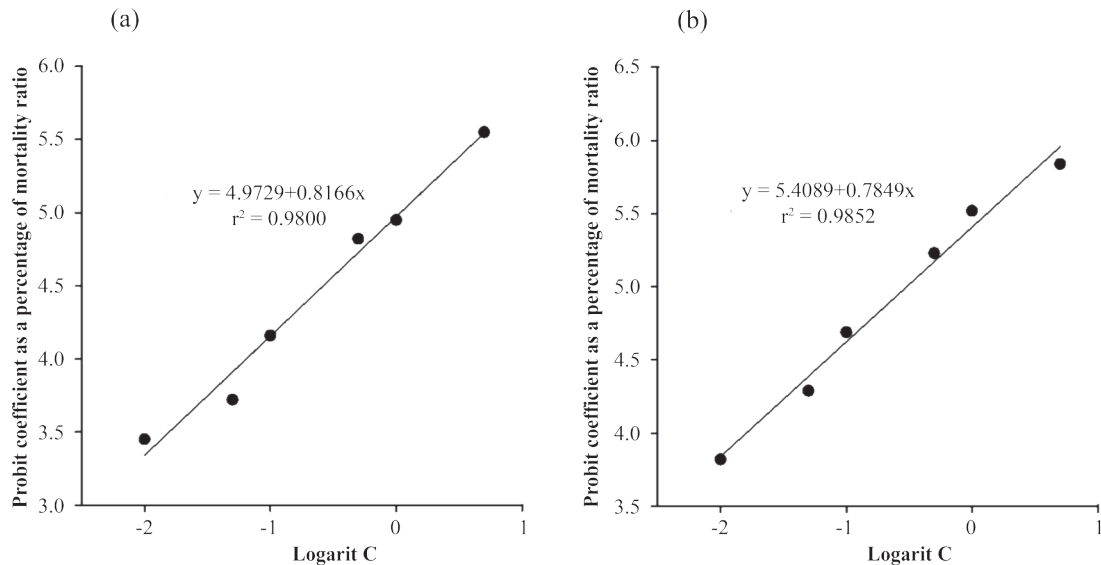 (a)
Probit coefficient as a percentage of mortality ratio
6.0
5.5
5.0
4.5
4.0
3.5
3.0
y = 4.9729+0.8166x
r² = 0.9800
-2 -1 0 1
Logarit C
(b)
Probit coefficient as a percentage of mortality ratio
6.5
6.0
5.5
5.0
4.5
4.0
3.5
y = 5.4089+0.7849x
r² = 0.9852
-2 -1 0 1
Logarit C